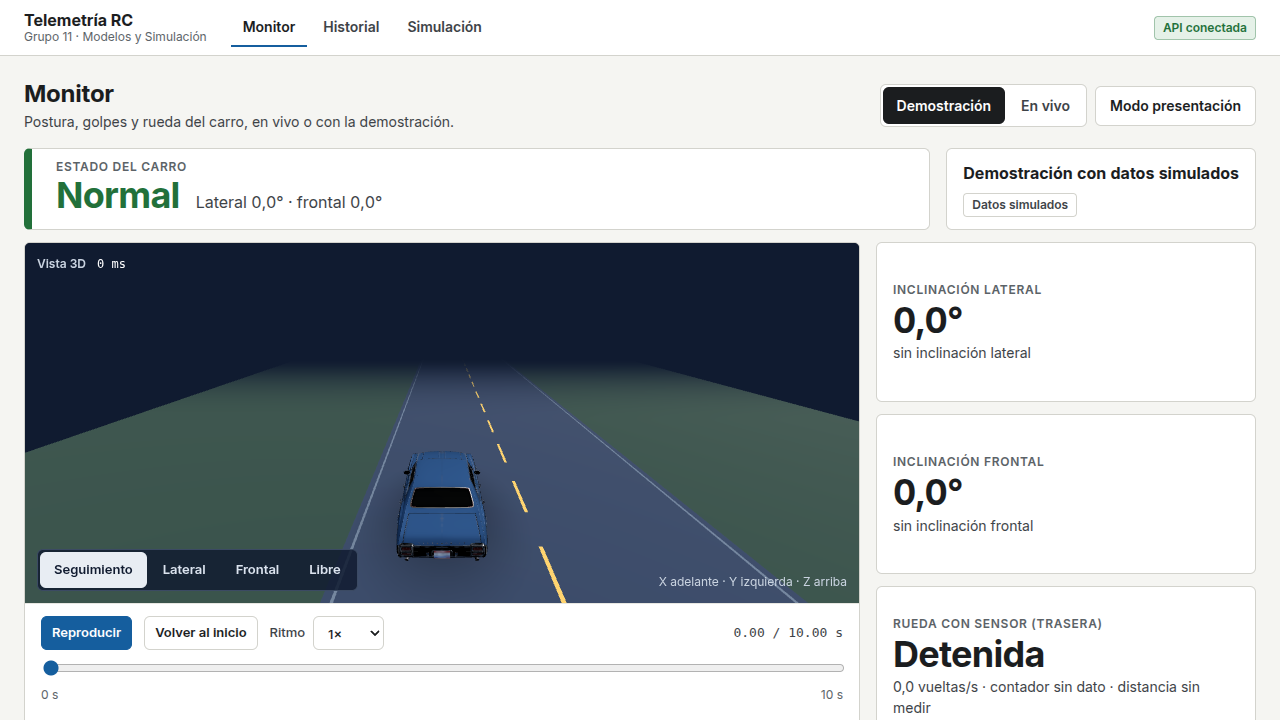 Telemetría RC
Grupo 11 · Modelos y Simulación
Monitor
Historial
Simulación
API conectada
Monitor
Postura, golpes y rueda del carro, en vivo o con la demostración.
Demostración
En vivo
Modo presentación
ESTADO DEL CARRO
Normal Lateral 0,0° · frontal 0,0°
Demostración con datos simulados
Datos simulados
Vista 3D 0 ms
Seguimiento
Lateral
Frontal
Libre
X adelante · Y izquierda · Z arriba
Reproducir
Volver al inicio
Ritmo
1×
0.00 / 10.00 s
0 s
10 s
INCLINACIÓN LATERAL
0,0°
sin inclinación lateral
INCLINACIÓN FRONTAL
0,0°
sin inclinación frontal
RUEDA CON SENSOR (TRASERA)
Detenida
0,0 vueltas/s · contador sin dato · distancia sin
medir